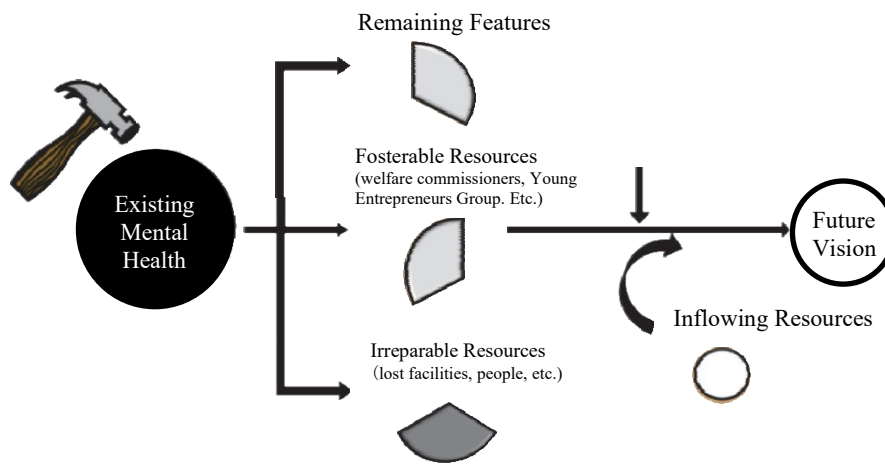 Remaining Features
Existing
Mental
Health
Fosterable Resources
(welfare commissioners, Young
Entrepreneurs Group. Etc.)
Future
Vision
Inflowing Resources
Irreparable Resources
(lost facilities, people, etc.)